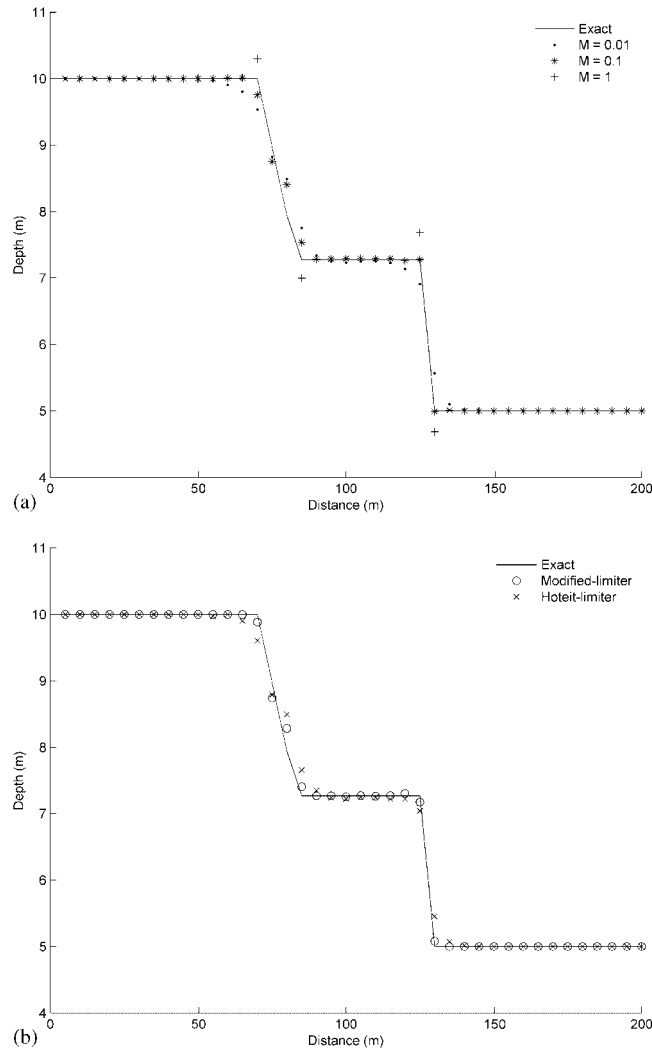 11
10
9
8
7
6
5
4
Depth (m)
0
50
100
150
200
Distance (m)
Exact
M = 0.01
M = 0.1
M = 1
(a)
11
10
9
8
7
6
5
4
Depth (m)
0
50
100
150
200
Distance (m)
Exact
Modified-limiter
Hoteit-limiter
(b)